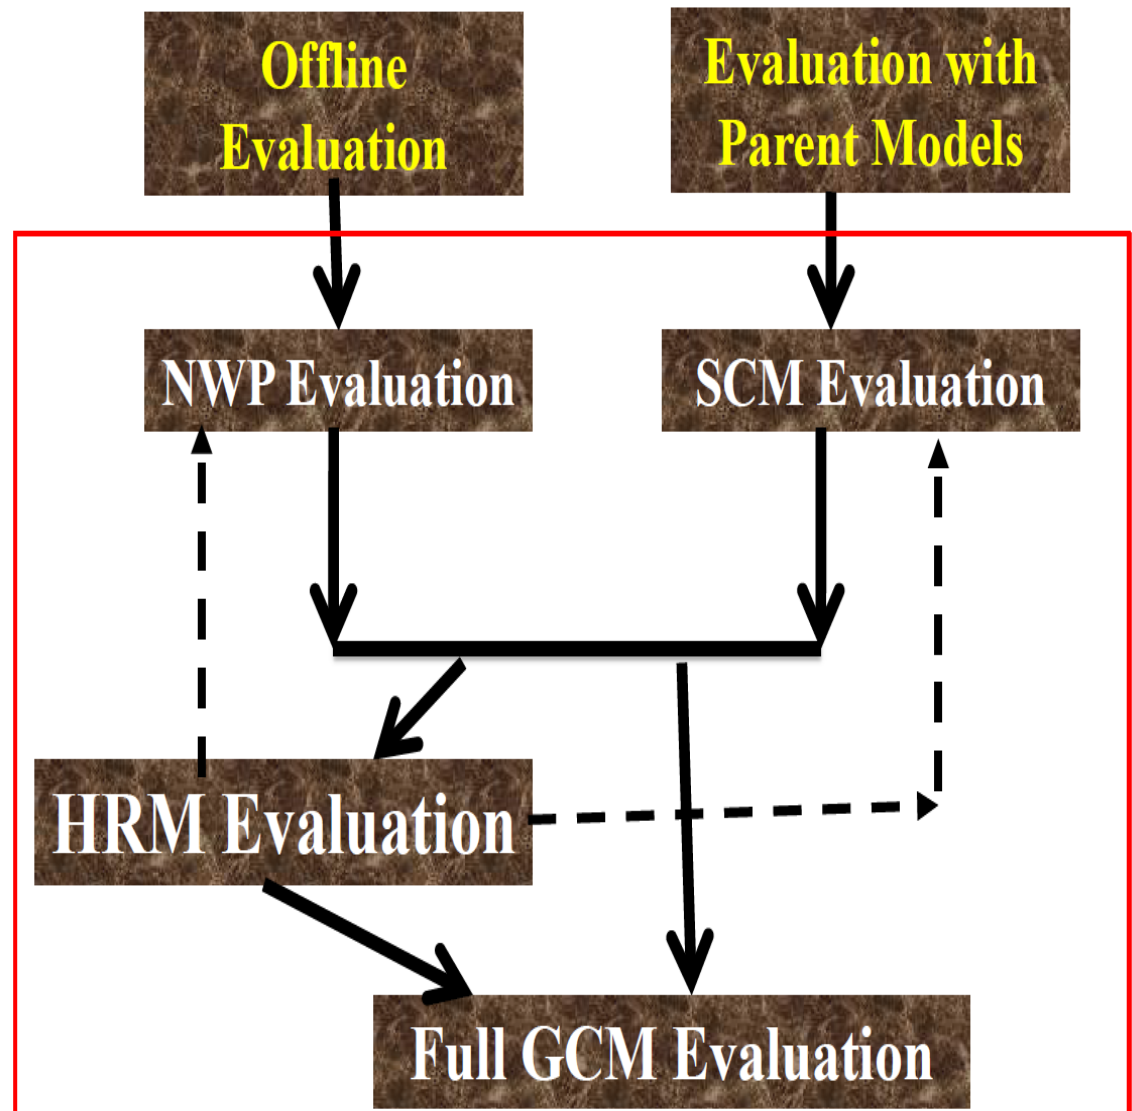 Offline
Evaluation
Evaluation with
Parent Models
NWP Evaluation
SCM Evaluation
HRM Evaluation
Full GCM Evaluation